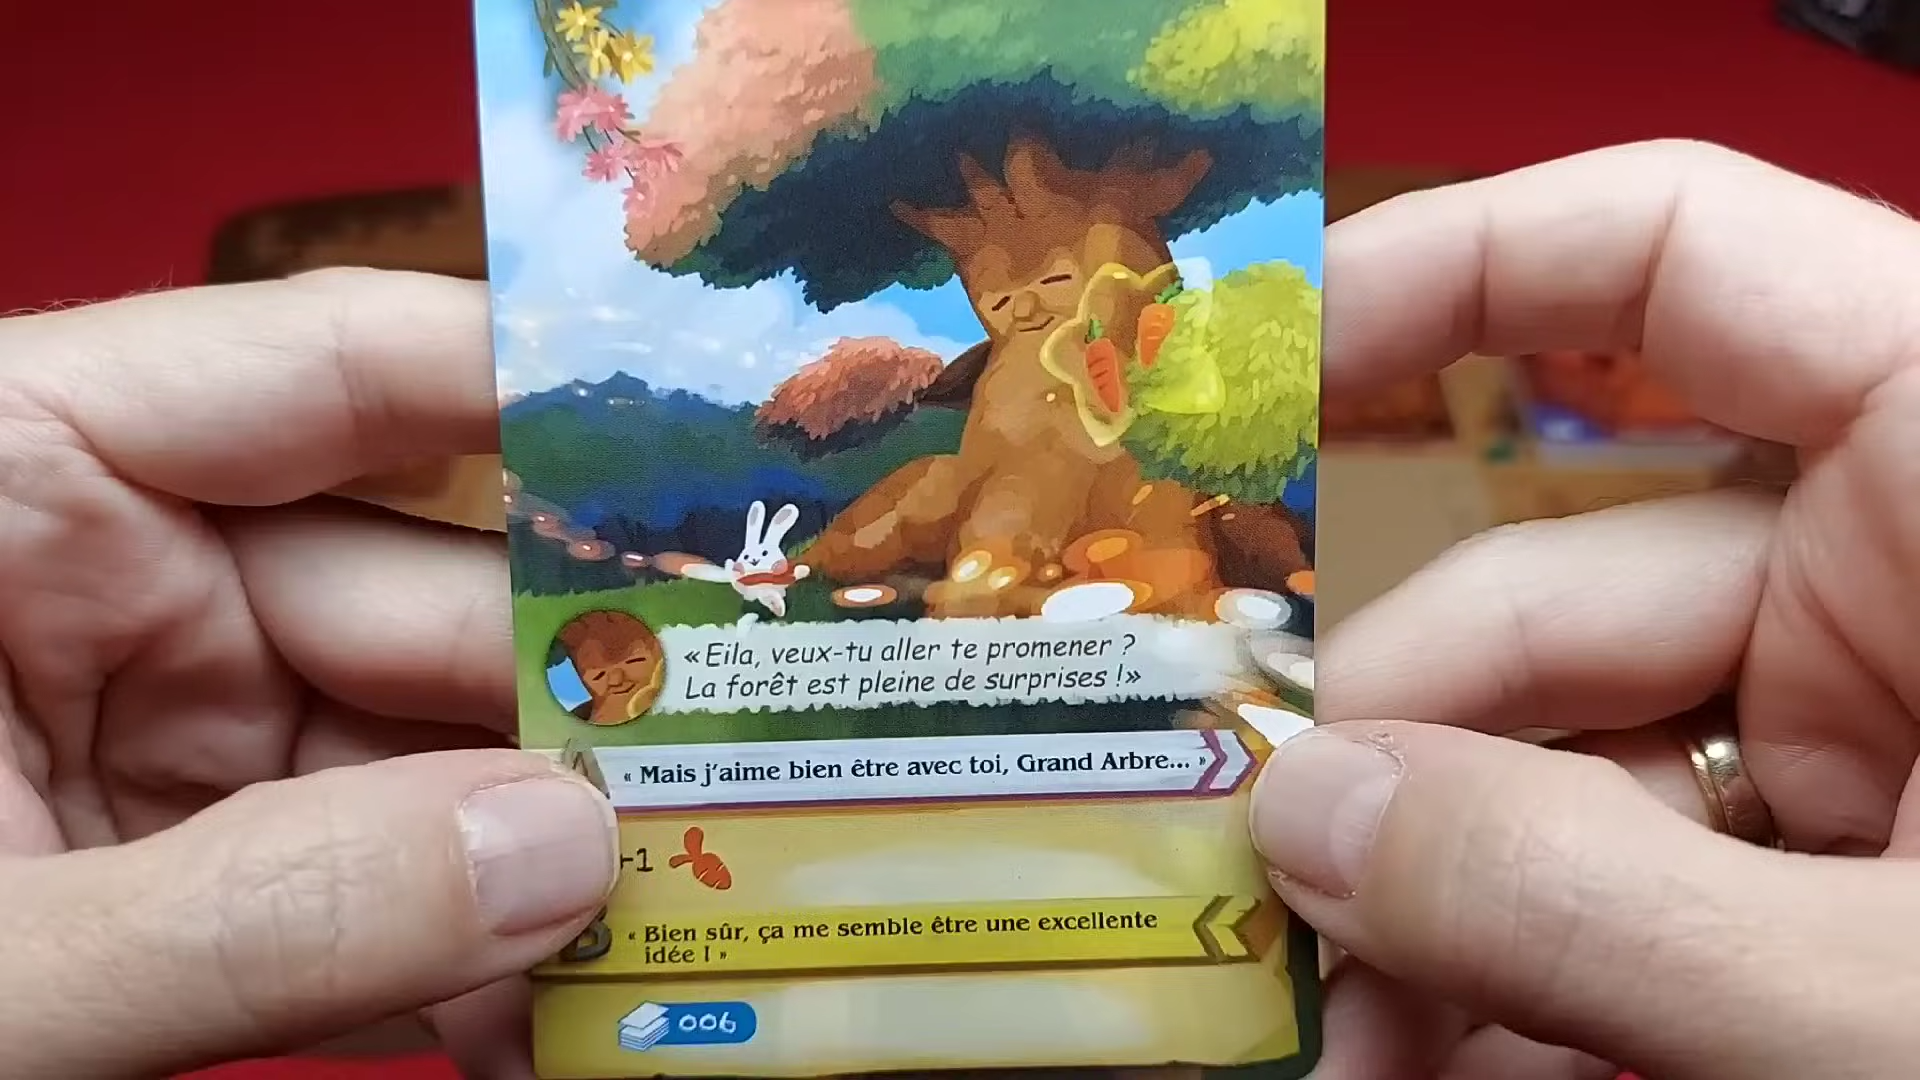 « Eila, veux-tu aller te promener ?
La forêt est pleine de surprises !»
« Mais j'aime bien être avec toi, Grand Arbre... »
+1
B
« Bien sûr, ça me semble être une excellente
idée ! »
006